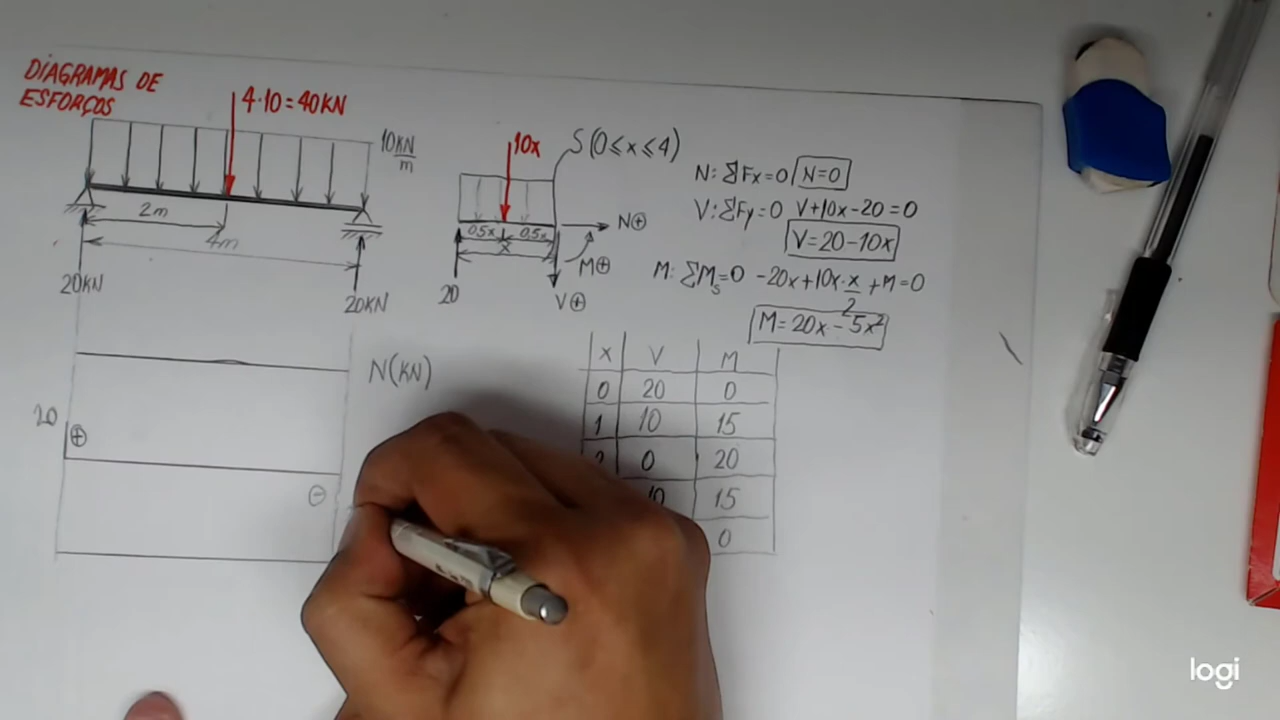 DIAGRAMAS DE
ESFORÇOS
4·10=40KN
10KN/m
2m
4m
20KN
20KN
10x
S(0≤x≤4)
0,5x 0,5x
x
N⊕
M⊕
V⊕
20
N: ΣFx=0 N=0
V: ΣFy=0 V+10x-20=0
V=20-10x
M: ΣMs=0 -20x+10x·x/2+M=0
M=20x-5x²
N(KN)
20
⊕
⊖
X V M
0 20 0
1 10 15
2 0 20
10 15
0
logi